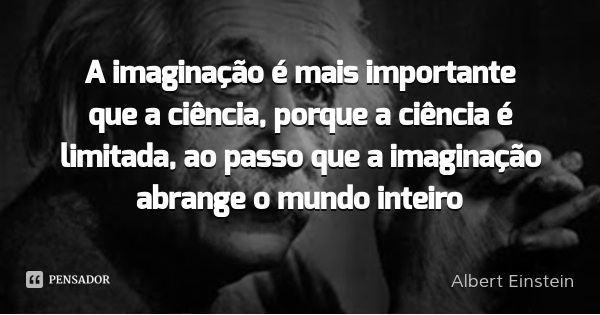 A imaginação é mais importante
que a ciência, porque a ciência é
limitada, ao passo que a imaginação
abrange o mundo inteiro
PENSADOR
Albert Einstein